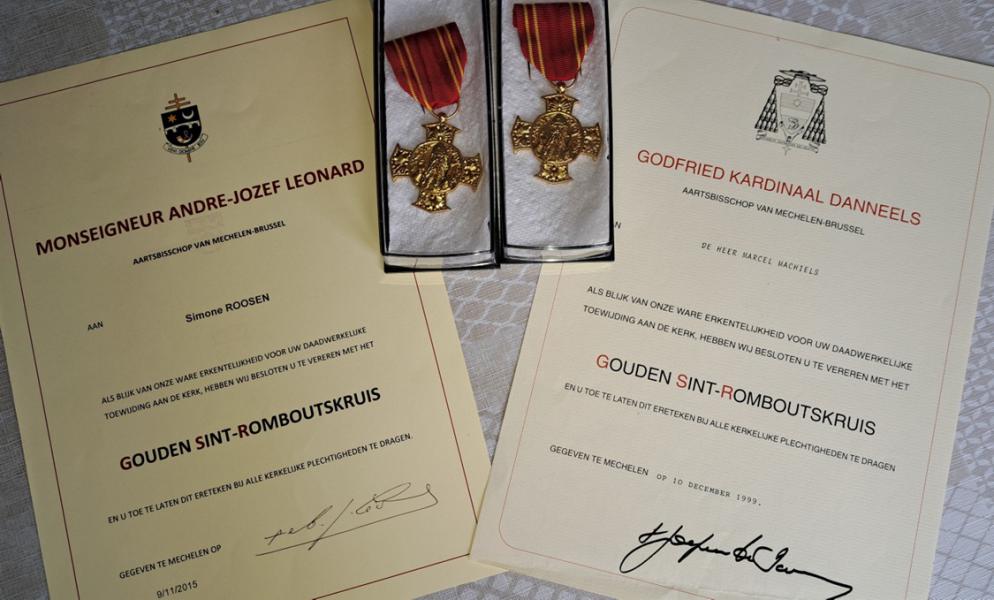 MONSEIGNEUR ANDRE-JOZEF LEONARD
AARTSBISSCHOP VAN MECHELEN-BRUSSEL
AAN
Simone ROOSEN
ALS BLIJK VAN ONZE WARE ERKENTELIJKHEID VOOR UW DAADWERKELIJKE
TOEWIJDING AAN DE KERK, HEBBEN WIJ BESLOTEN U TE VEREREN MET HET
GOUDEN SINT-ROMBOUTSKRUIS
EN U TOE TE LATEN DIT ERETEKEN BIJ ALLE KERKELIJKE PLECHTIGHEDEN TE DRAGEN.
GEGEVEN TE MECHELEN OP
9/11/2015
GODFRIED KARDINAAL DANNEELS
AARTSBISSCHOP VAN MECHELEN-BRUSSEL
N
DE HEER MARCEL MACHIELS
ALS BLIJK VAN ONZE WARE ERKENTELIJKHEID VOOR UW DAADWERKELIJKE
TOEWIJDING AAN DE KERK, HEBBEN WIJ BESLOTEN U TE VEREREN MET HET
GOUDEN SINT-ROMBOUTSKRUIS
EN U TOE TE LATEN DIT ERETEKEN BIJ ALLE KERKELIJKE PLECHTIGHEDEN TE DRAGEN
GEGEVEN TE MECHELEN OP 10 DECEMBER 1999.